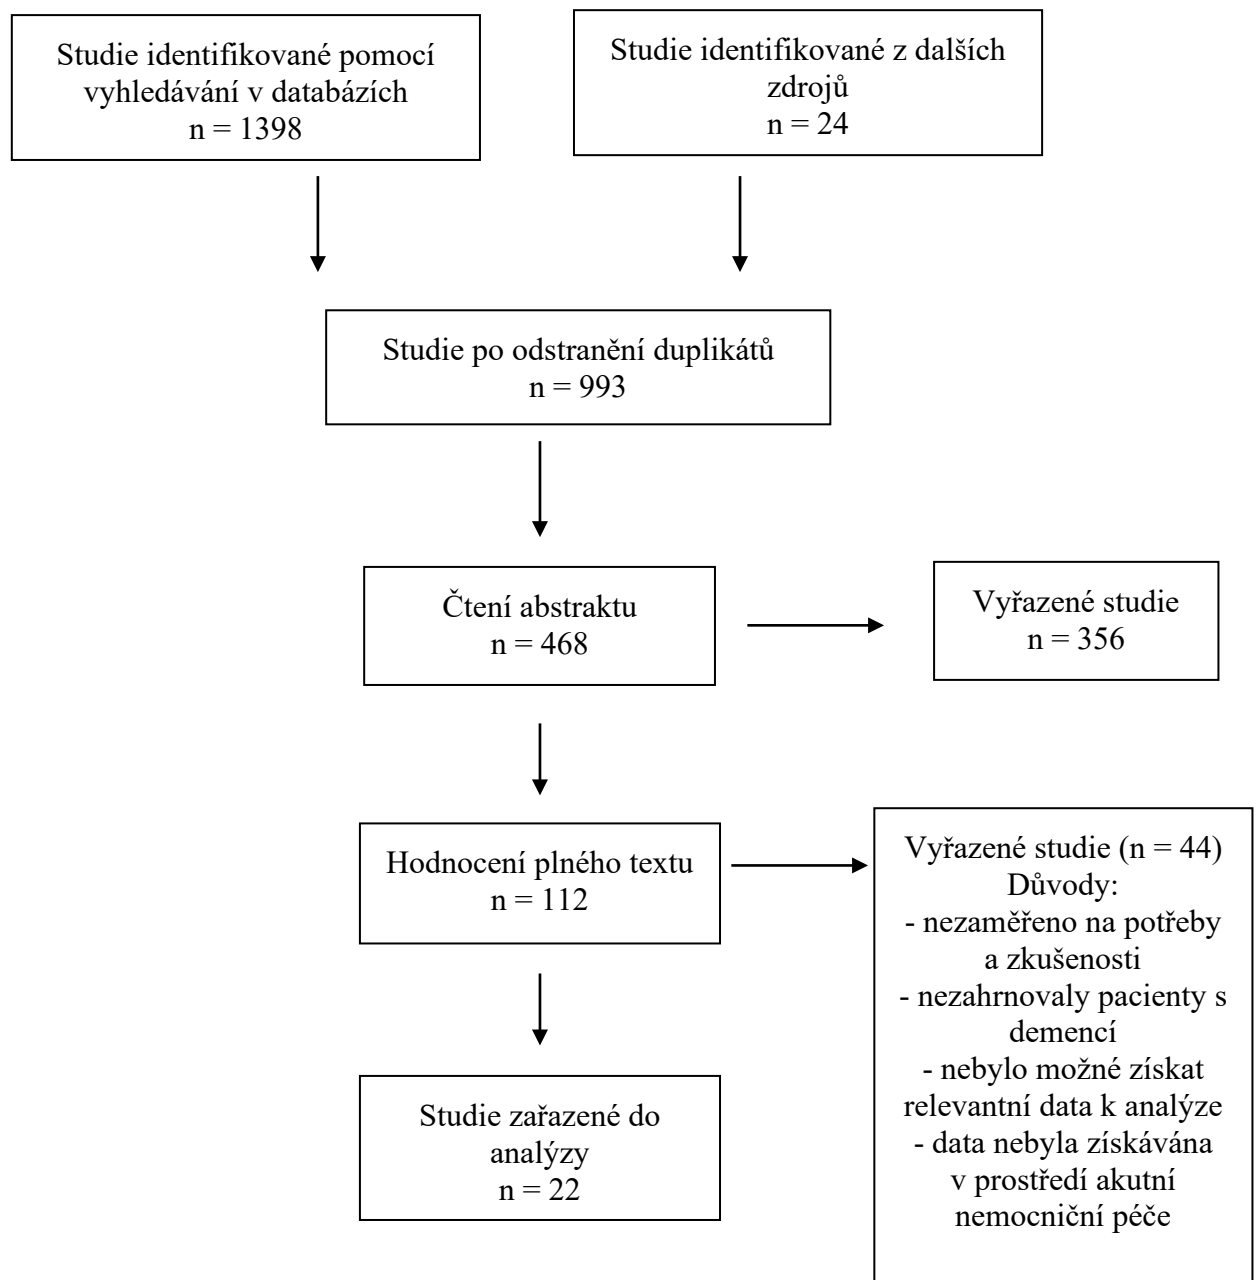 Studie identifikované pomocí
vyhledávání v databázích
n = 1398
Studie identifikované z dalších
zdrojů
n = 24
Studie po odstranění duplikátů
n = 993
Čtení abstraktu
n = 468
Vyřazené studie
n = 356
Hodnocení plného textu
n = 112
Vyřazené studie (n = 44)
Důvody:
- nezaměřeno na potřeby
a zkušenosti
- nezahrnovaly pacienty s
demencí
- nebylo možné získat
relevantní data k analýze
- data nebyla získávána
v prostředí akutní
nemocniční péče
Studie zařazené do
analýzy
n = 22